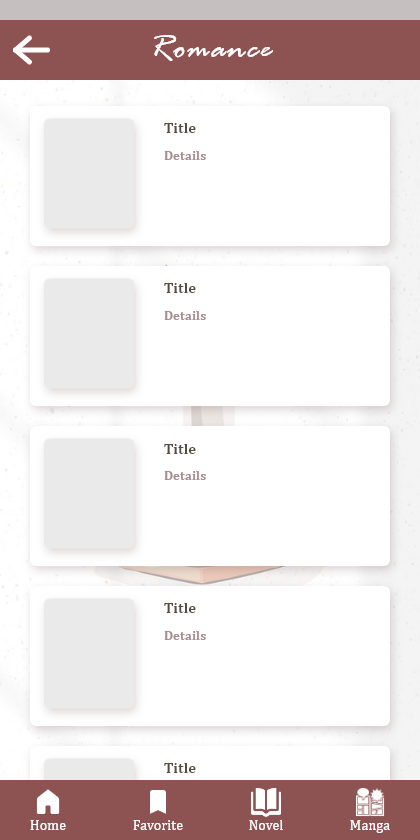 Romance
Title
Details
Title
Details
Title
Details
Title
Details
Title
Home
Favorite
Novel
Manga